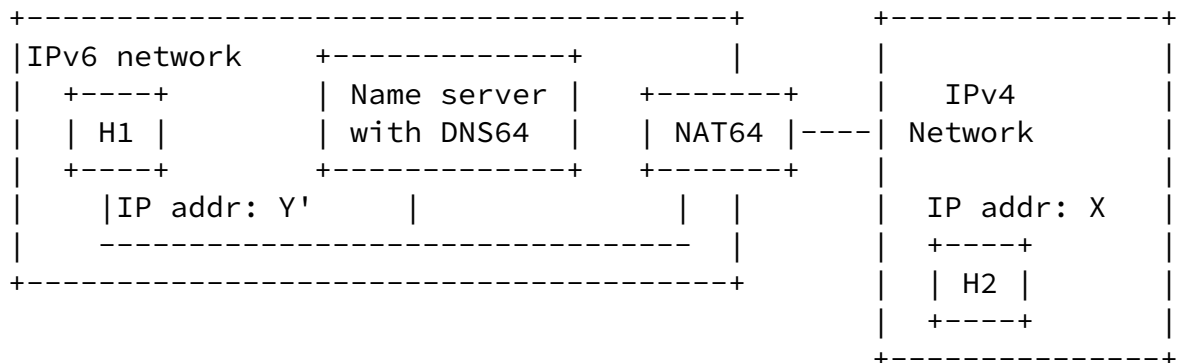 IPv6 network
Name server
IPv4
H1
with DNS64
NAT64
Network
IP addr: Y'
IP addr: X
H2